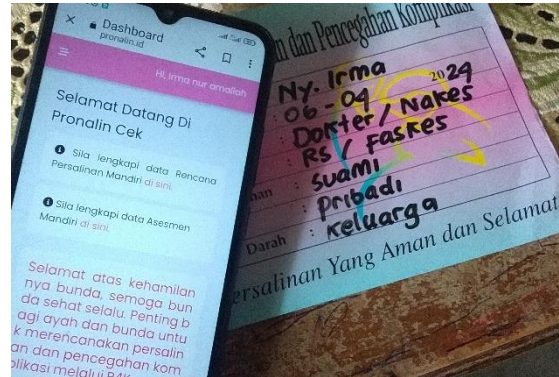 Dashboard
pronalin.id
Hi, Irma nur amaliah
Selamat Datang Di
Pronalin Cek
Sila lengkapi data Rencana
Persalinan Mandiri di sini.
Sila lengkapi data Asesmen
Mandiri di sini.
Selamat atas kehamilan
nya bunda, semoga bun
da sehat selalu. Penting b
agi ayah dan bunda untu
k merencanakan persalin
an dan pencegahan kom
plikasi melalui P4K
dan Pencegahan Komplikasi
Ny. Irma
: 06 - 04 2024
: Dokter / Nakes
: RS / Faskes
: suami
: pribadi
Darah : Keluarga
ersalinan Yang Aman dan Selamat